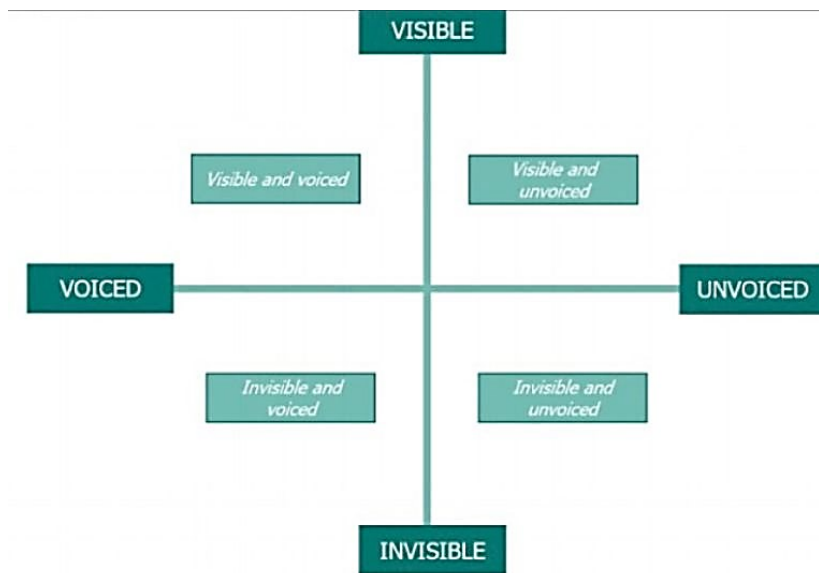 VISIBLE
Visible and voiced
Visible and
unvoiced
VOICED
UNVOICED
Invisible and
voiced
Invisible and
unvoiced
INVISIBLE